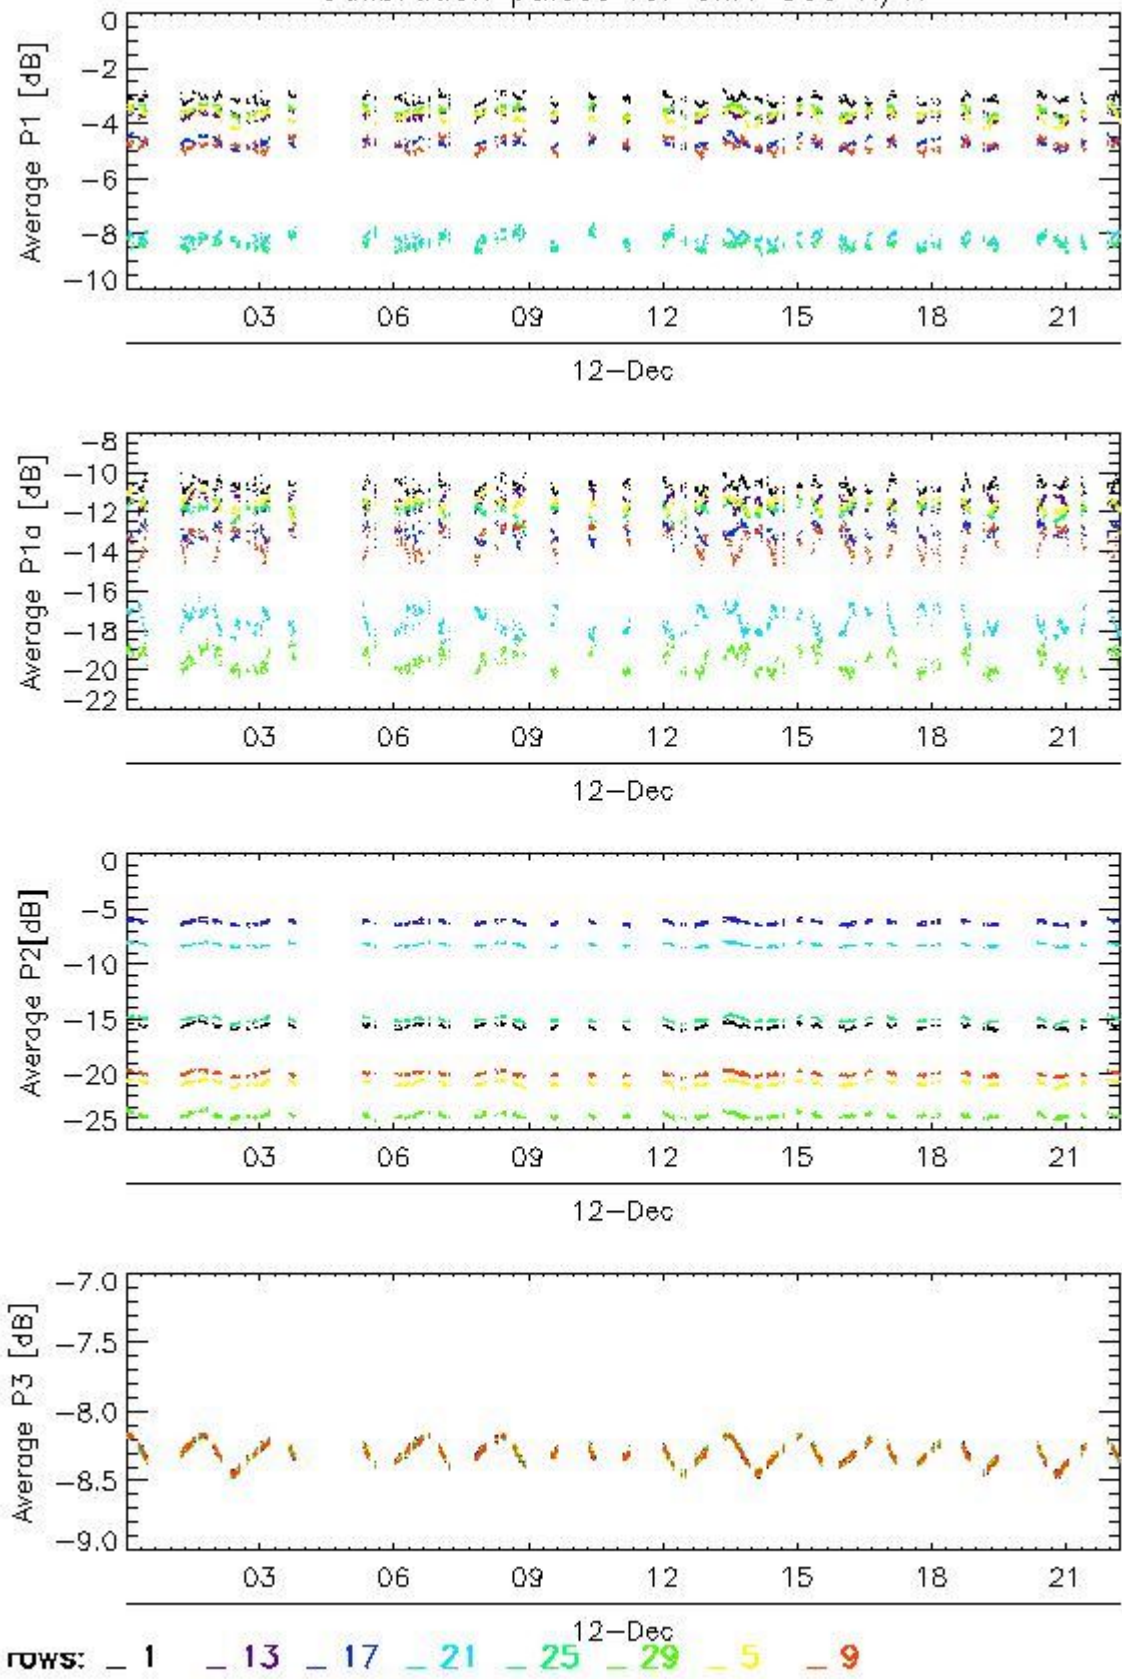 0
−2
−4
−6
−8
−10
Average P1 [dB]
03 06 09 12 15 18 21
12−Dec
−8
−10
−12
−14
−16
−18
−20
−22
Average P1a [dB]
03 06 09 12 15 18 21
12−Dec
0
−5
−10
−15
−20
−25
Average P2[dB]
03 06 09 12 15 18 21
12−Dec
−7.0
−7.5
−8.0
−8.5
−9.0
Average P3 [dB]
03 06 09 12 15 18 21
12−Dec
rows: _ 1 _ 13 _ 17 _ 21 _ 25 _ 29 _ 5 _ 9